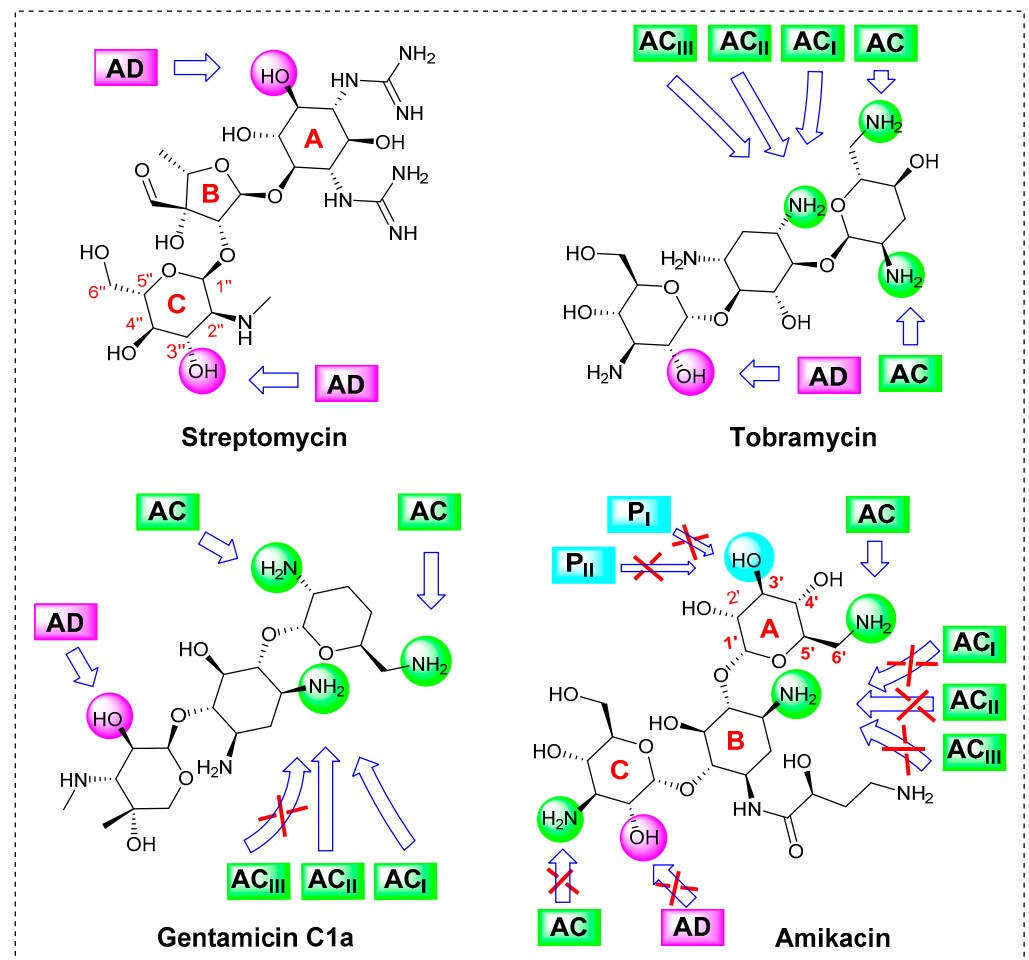 AD
HO
NH
NH2
NH
HO
A
OH
O
B
O
O
HO
NH
NH2
NH
HO
O
5''
1''
6''
C
4''
2''
N
H
HO
3''
OH
AD
Streptomycin
ACIII ACII ACI AC
NH2
OH
NH2
O
HO
H2N
O
NH2
HO
O
O
HO
H2N
OH
AD AC
Tobramycin
AC AC
H2N
AD
O
O
HO
NH2
NH2
HO
O
HN
O
H2N
OH
ACIII ACII ACI
Gentamicin C1a
PI
AC
PII
HO
3'
OH
2'
4'
HO
A
NH2
1'
O
5'
6'
ACI
O
NH2
HO
ACII
HO
B
HO
O
C
ACIII
O
HO
NH2
H2N
HN
OH
O
AC AD
Amikacin